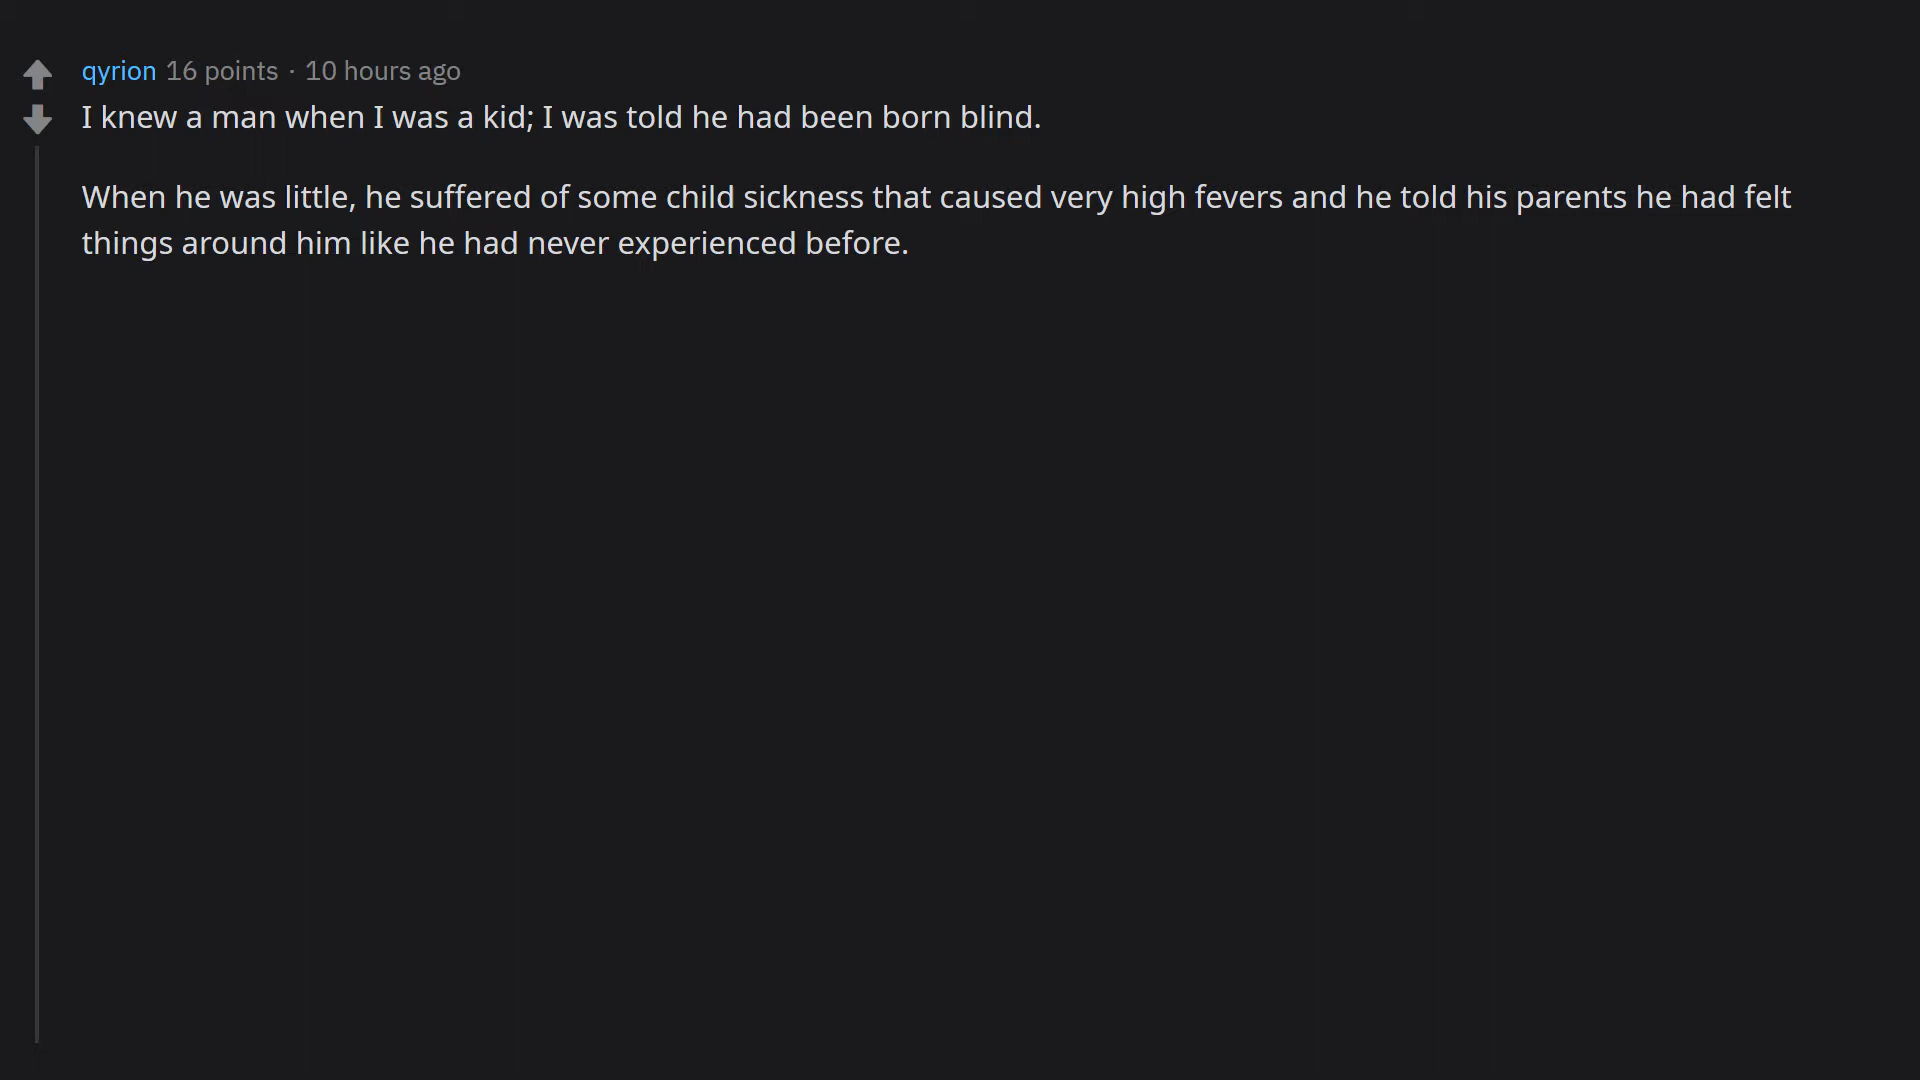 qyrion 16 points · 10 hours ago
I knew a man when I was a kid; I was told he had been born blind.
When he was little, he suffered of some child sickness that caused very high fevers and he told his parents he had felt
things around him like he had never experienced before.